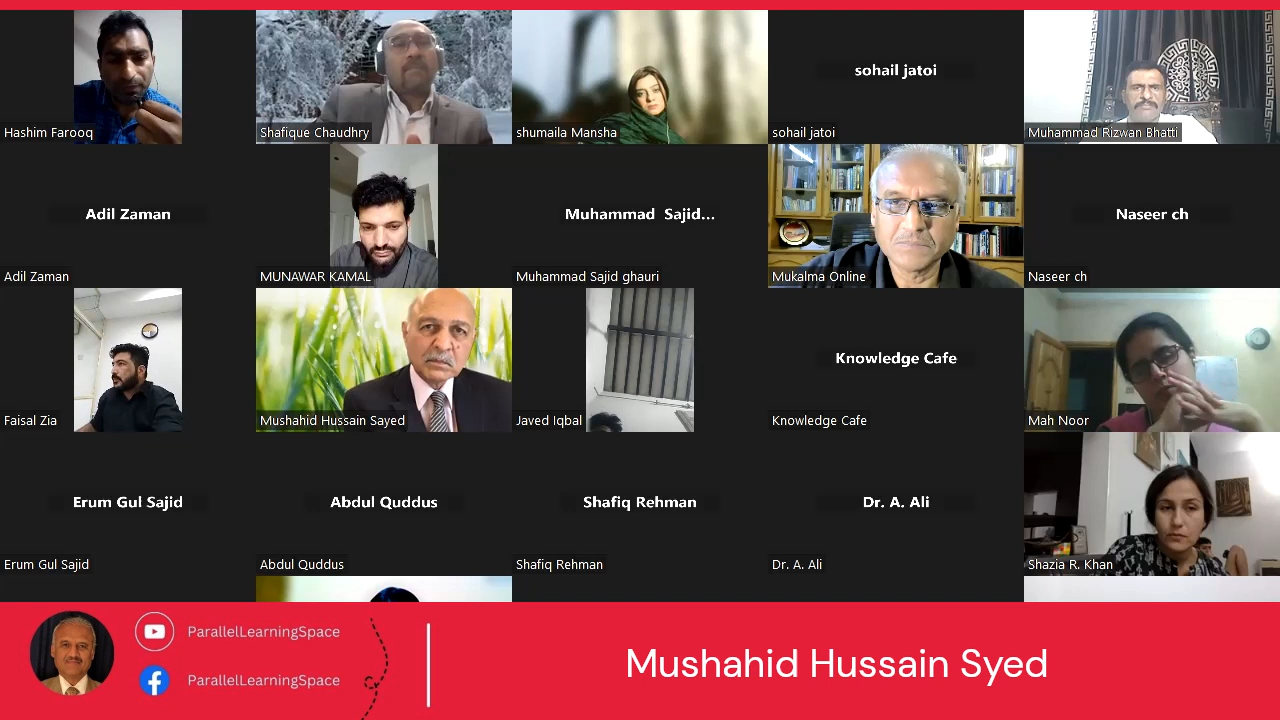 Hashim Farooq
Shafique Chaudhry
shumaila Mansha
sohail jatoi
sohail jatoi
Muhammad Rizwan Bhatti
Adil Zaman
Adil Zaman
MUNAWAR KAMAL
Muhammad Sajid...
Muhammad Sajid ghauri
Mukalma Online
Naseer ch
Naseer ch
Faisal Zia
Mushahid Hussain Sayed
Javed Iqbal
Knowledge Cafe
Knowledge Cafe
Mah Noor
Erum Gul Sajid
Erum Gul Sajid
Abdul Quddus
Abdul Quddus
Shafiq Rehman
Shafiq Rehman
Dr. A. Ali
Dr. A. Ali
Shazia R. Khan
ParallelLearningSpace
ParallelLearningSpace
Mushahid Hussain Syed